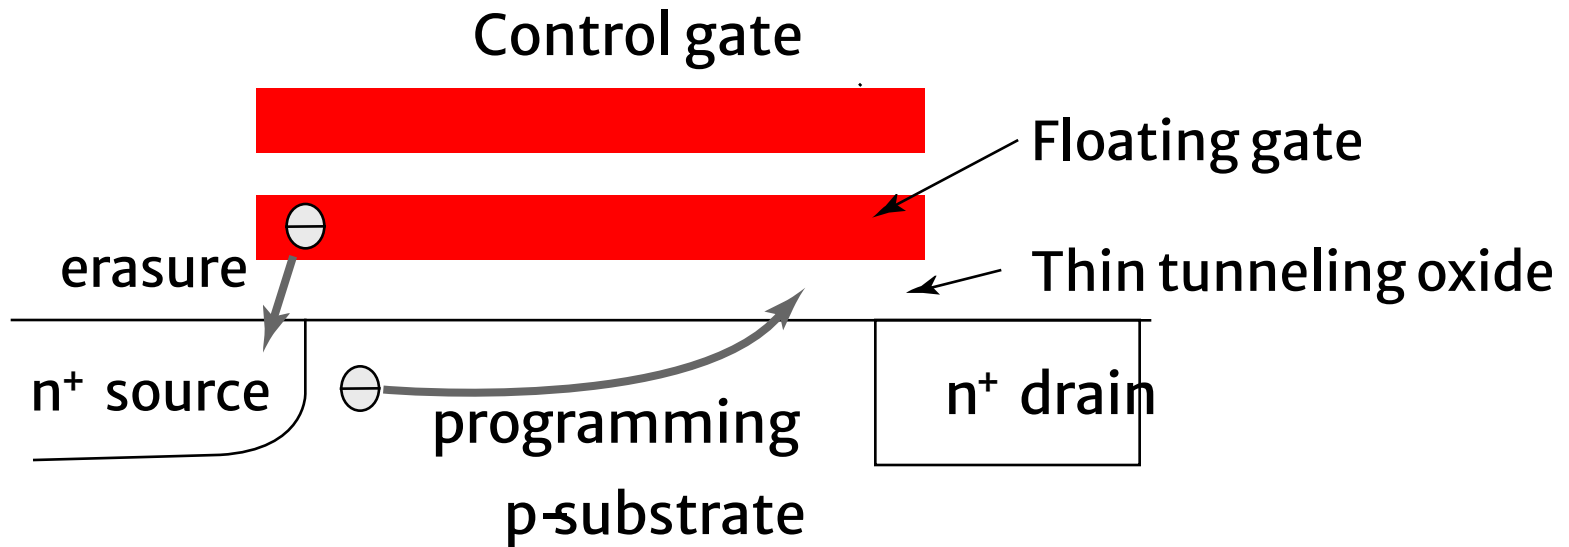 Control gate
Floating gate
erasure
Thin tunneling oxide
n⁺ source
programming
n⁺ drain
p-substrate